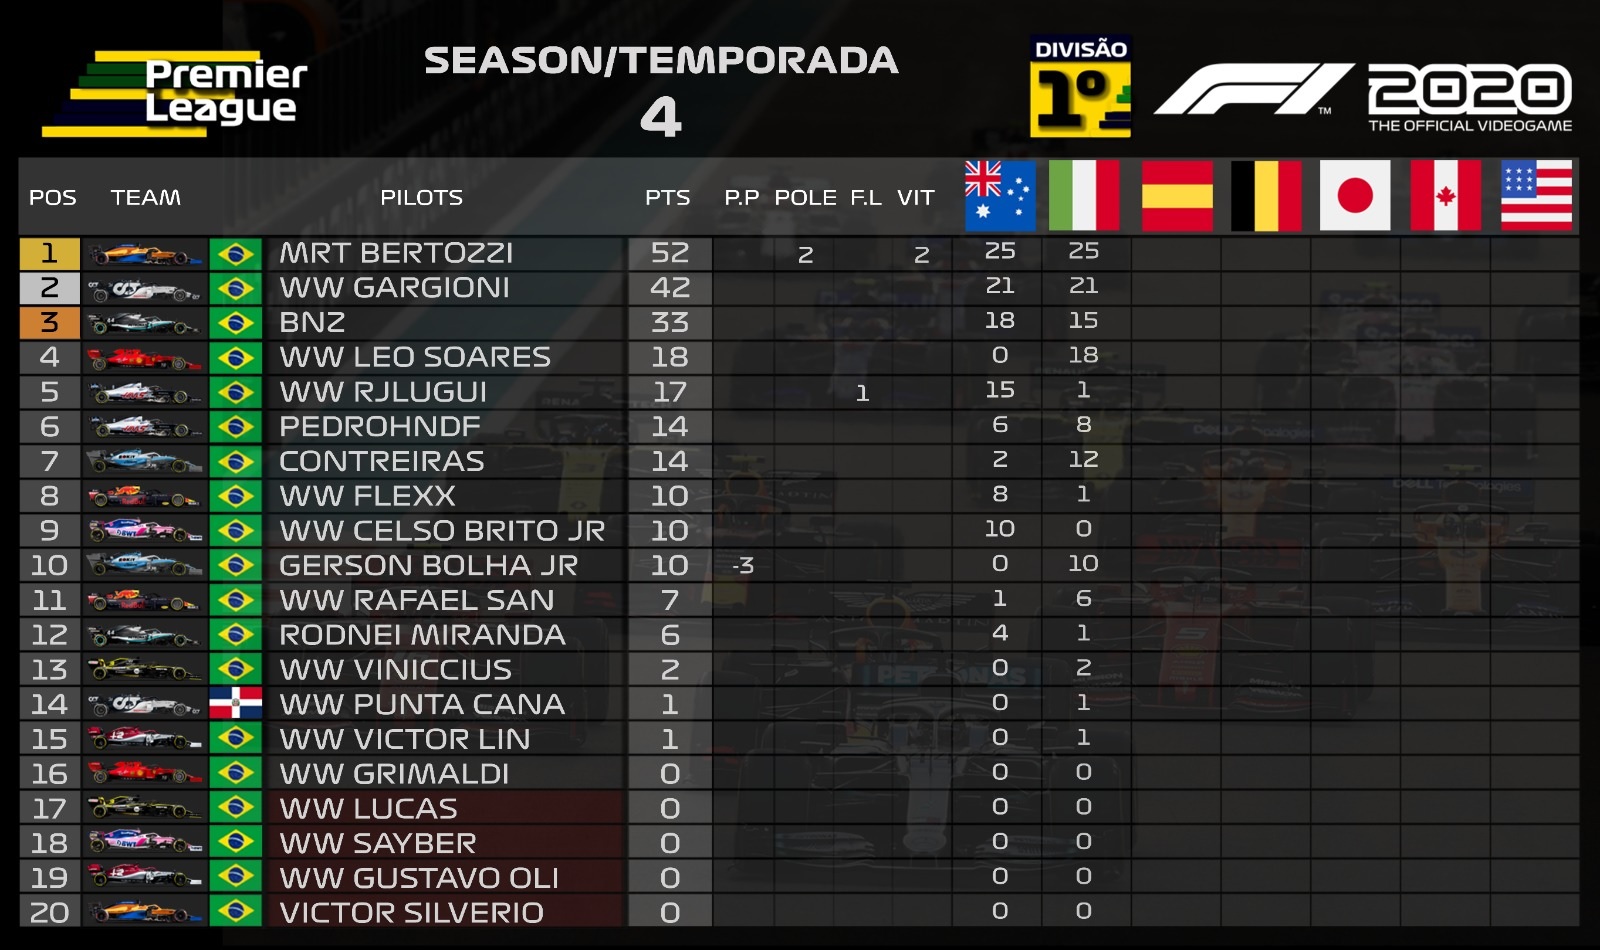 Premier
League
SEASON/TEMPORADA
4
DIVISÃO
1º
F1 ™
2020
THE OFFICIAL VIDEOGAME
POS TEAM PILOTS PTS P.P POLE F.L VIT
1 MRT BERTOZZI 52 2 2 25 25
2 WW GARGIONI 42 21 21
3 BNZ 33 18 15
4 WW LEO SOARES 18 0 18
5 WW RJLUGUI 17 1 15 1
6 PEDROHNDF 14 6 8
7 CONTREIRAS 14 2 12
8 WW FLEXX 10 8 1
9 WW CELSO BRITO JR 10 10 0
10 GERSON BOLHA JR 10 -3 0 10
11 WW RAFAEL SAN 7 1 6
12 RODNEI MIRANDA 6 4 1
13 WW VINICCIUS 2 0 2
14 WW PUNTA CANA 1 0 1
15 WW VICTOR LIN 1 0 1
16 WW GRIMALDI 0 0 0
17 WW LUCAS 0 0 0
18 WW SAYBER 0 0 0
19 WW GUSTAVO OLI 0 0 0
20 VICTOR SILVERIO 0 0 0